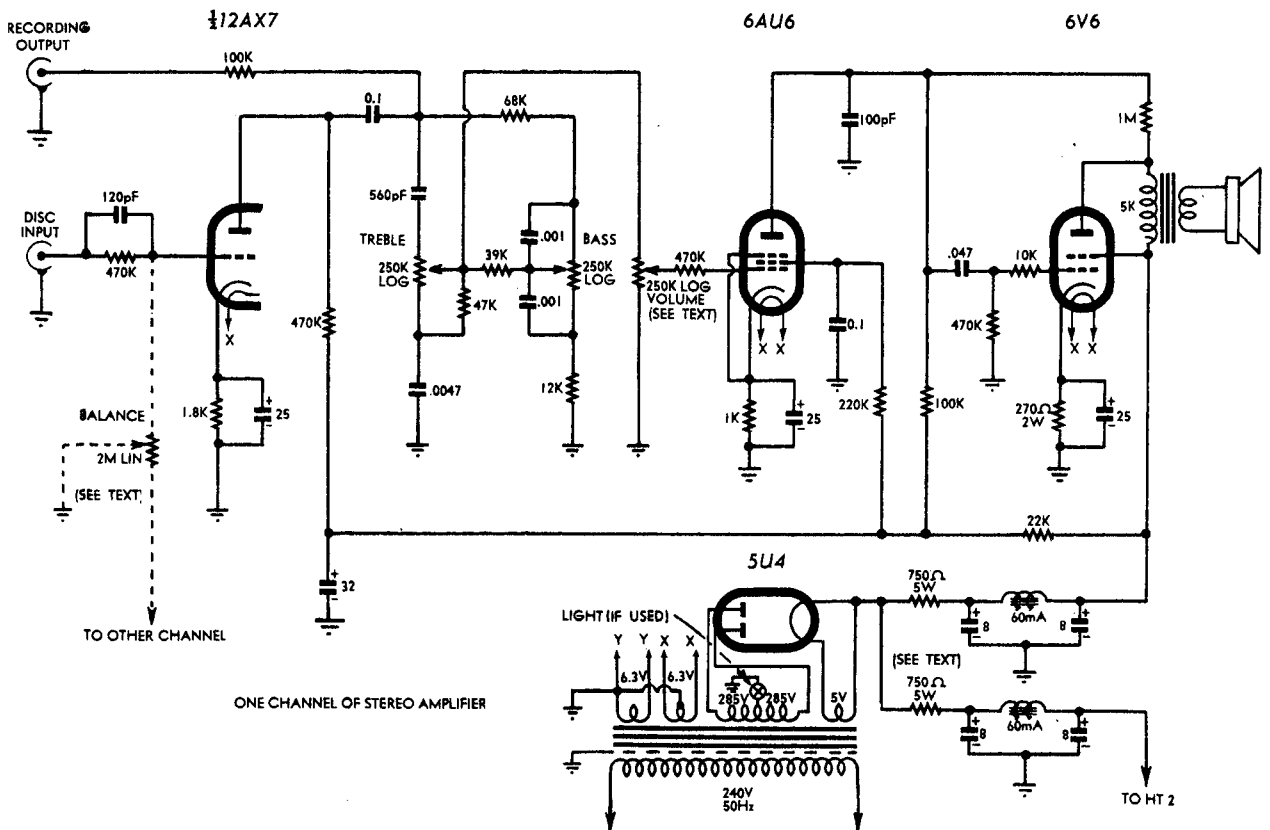 ½12AX7
6AU6
6V6
RECORDING
OUTPUT
100K
0.1
68K
100pF
1M
120pF
560pF
DISC
INPUT
470K
TREBLE
250K
LOG
39K
.001
.001
BASS
250K
LOG
470K
250K LOG
VOLUME
(SEE TEXT)
5K
.047
10K
47K
470K
X
X X
0.1
470K
X X
.0047
12K
1.8K
+
25
-
1K
+
25
-
220K
100K
270Ω
2W
+
25
-
BALANCE
2M LIN
(SEE TEXT)
22K
+
32
-
5U4
750Ω
5W
60mA
+
8
-
+
8
-
TO OTHER CHANNEL
LIGHT (IF USED)
Y Y X X
6.3V
6.3V
285V
285V
5V
(SEE TEXT)
750Ω
5W
60mA
+
8
-
+
8
-
ONE CHANNEL OF STEREO AMPLIFIER
240V
50Hz
TO HT 2